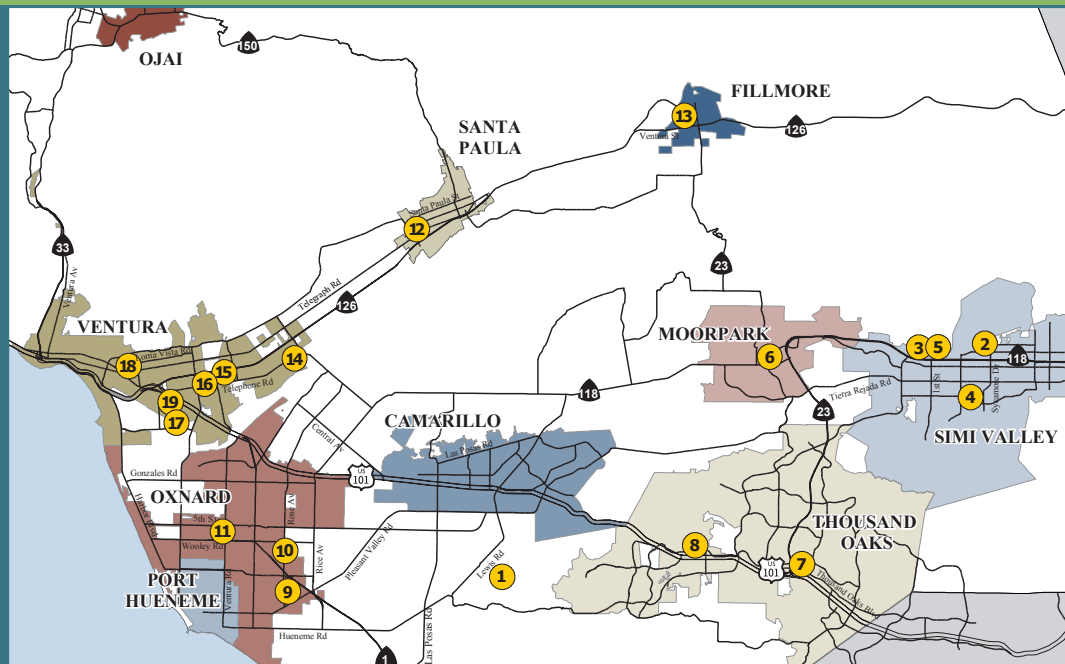 OJAI
150
FILLMORE
13
126
Ventura St
SANTA
PAULA
Santa Paula St
12
33
Ventura Av
23
Telegraph Rd
126
VENTURA
MOORPARK
Loma Vista Rd
18
15
14
16
Telephone Rd
6
3
5
2
118
1st St
Sycamore Dr
4
Tierra Rejada Rd
23
SIMI VALLEY
19
17
118
CAMARILLO
Central Av
Las Posas Rd
US
101
Gonzales Rd
Harbor Blvd
OXNARD
Rose Av
5th St
11
Wooley Rd
10
Rice Av
Pleasant Valley Rd
THOUSAND
OAKS
8
US
101
7
Thousand Oaks Blvd
Lewis Rd
1
PORT
HUENEME
Ventura Rd
9
Hueneme Rd
Las Posas Rd
1